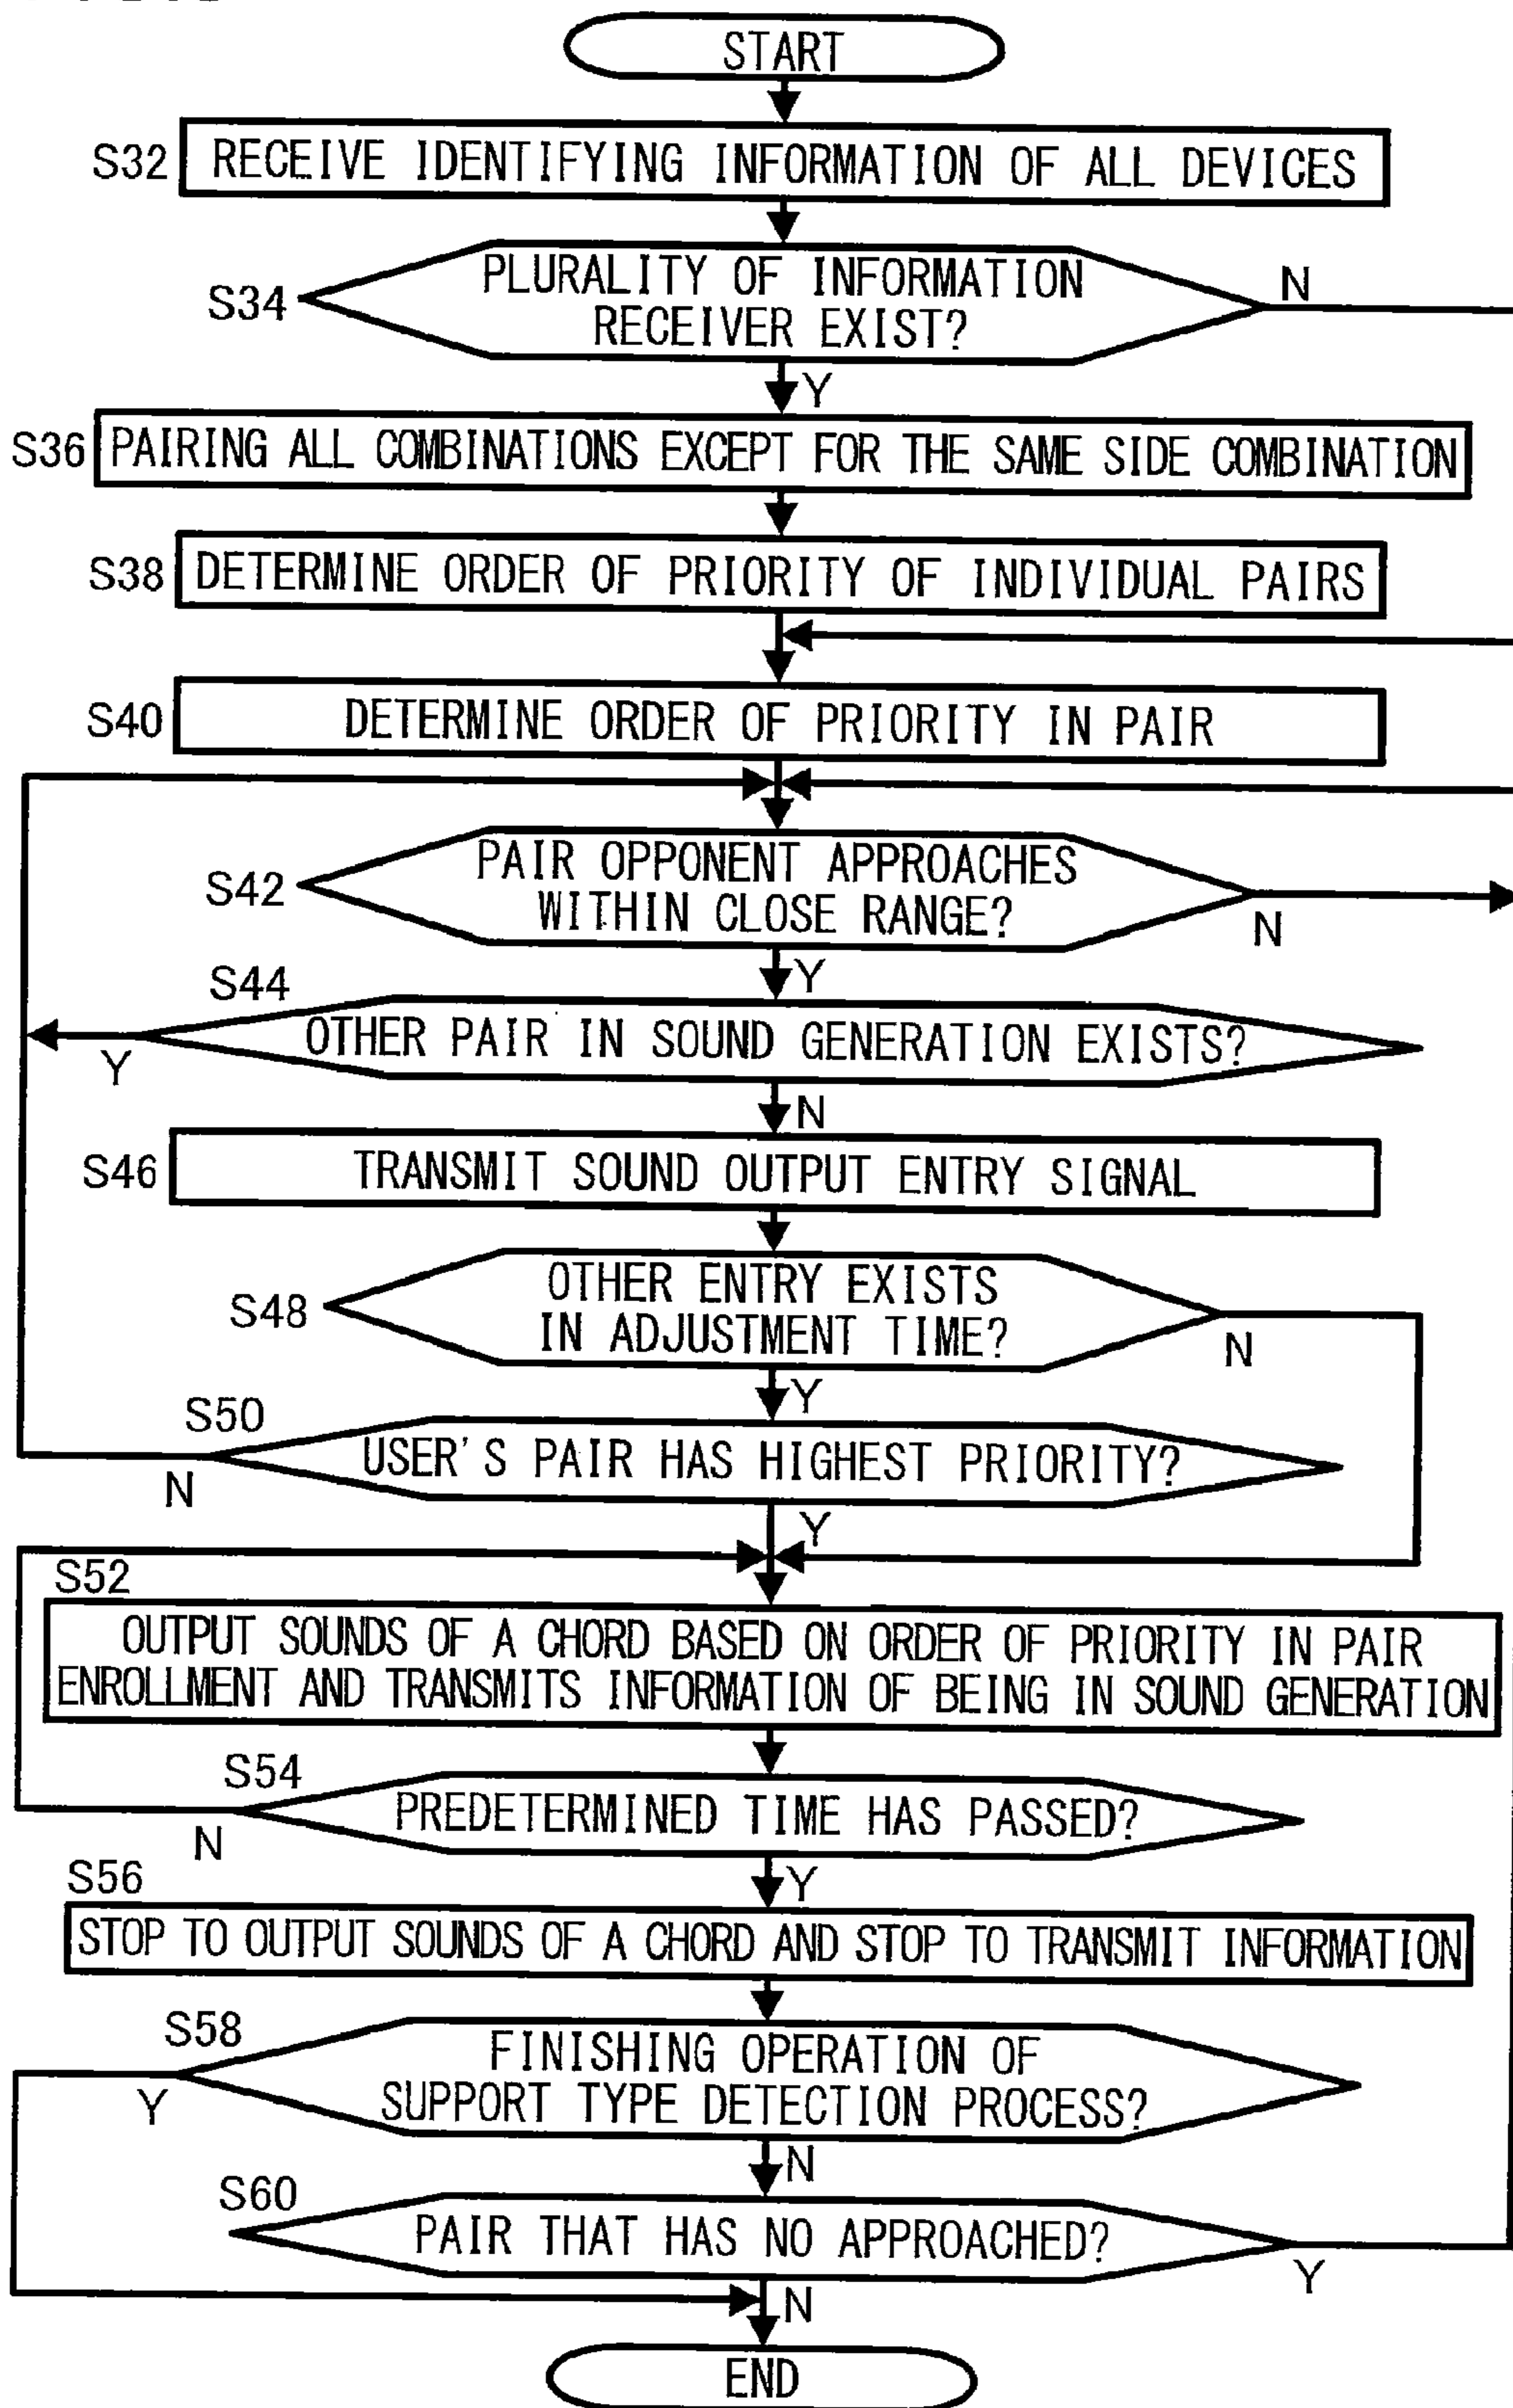 START
S32 RECEIVE IDENTIFYING INFORMATION OF ALL DEVICES
S34 PLURALITY OF INFORMATION
RECEIVER EXIST?
N
Y
S36 PAIRING ALL COMBINATIONS EXCEPT FOR THE SAME SIDE COMBINATION
S38 DETERMINE ORDER OF PRIORITY OF INDIVIDUAL PAIRS
S40 DETERMINE ORDER OF PRIORITY IN PAIR
S42 PAIR OPPONENT APPROACHES
WITHIN CLOSE RANGE?
N
Y
S44
OTHER PAIR IN SOUND GENERATION EXISTS?
Y
N
S46 TRANSMIT SOUND OUTPUT ENTRY SIGNAL
S48 OTHER ENTRY EXISTS
IN ADJUSTMENT TIME?
N
Y
S50
USER'S PAIR HAS HIGHEST PRIORITY?
N
Y
S52
OUTPUT SOUNDS OF A CHORD BASED ON ORDER OF PRIORITY IN PAIR
ENROLLMENT AND TRANSMITS INFORMATION OF BEING IN SOUND GENERATION
S54
PREDETERMINED TIME HAS PASSED?
N
Y
S56
STOP TO OUTPUT SOUNDS OF A CHORD AND STOP TO TRANSMIT INFORMATION
S58
FINISHING OPERATION OF
SUPPORT TYPE DETECTION PROCESS?
Y
N
S60
PAIR THAT HAS NO APPROACHED?
Y
N
END